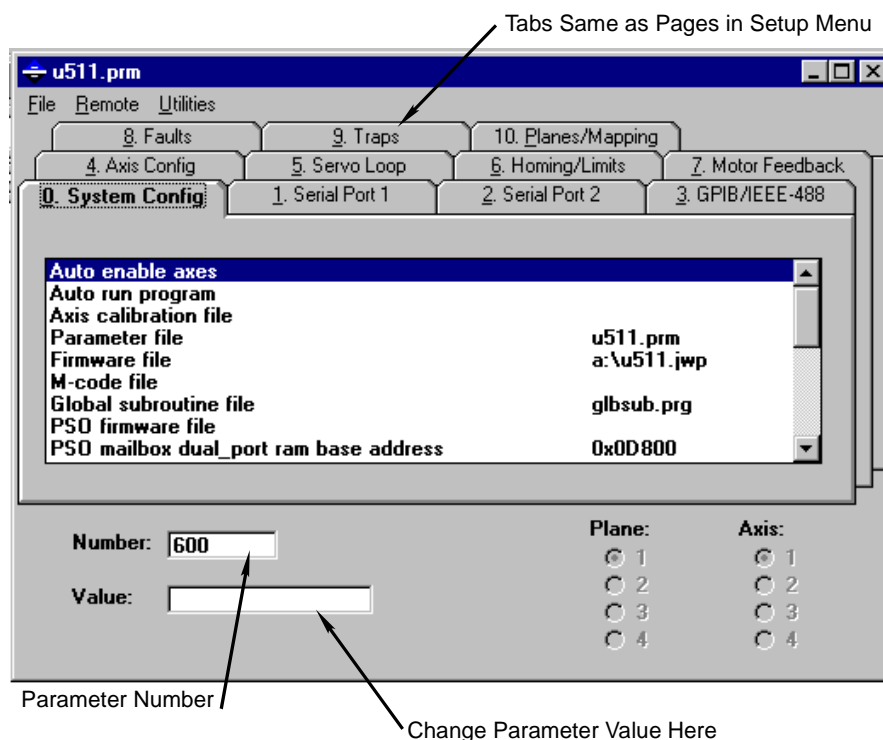 Tabs Same as Pages in Setup Menu
u511.prm
File Remote Utilities
8. Faults 9. Traps 10. Planes/Mapping
4. Axis Config 5. Servo Loop 6. Homing/Limits 7. Motor Feedback
0. System Config 1. Serial Port 1 2. Serial Port 2 3. GPIB/IEEE-488
Auto enable axes
Auto run program
Axis calibration file
Parameter file u511.prm
Firmware file a:\u511.jwp
M-code file
Global subroutine file glbsub.prg
PSO firmware file
PSO mailbox dual_port ram base address 0x0D800
Number: 600 Plane: Axis:
1 1
2 2
Value: 3 3
4 4
Parameter Number
Change Parameter Value Here